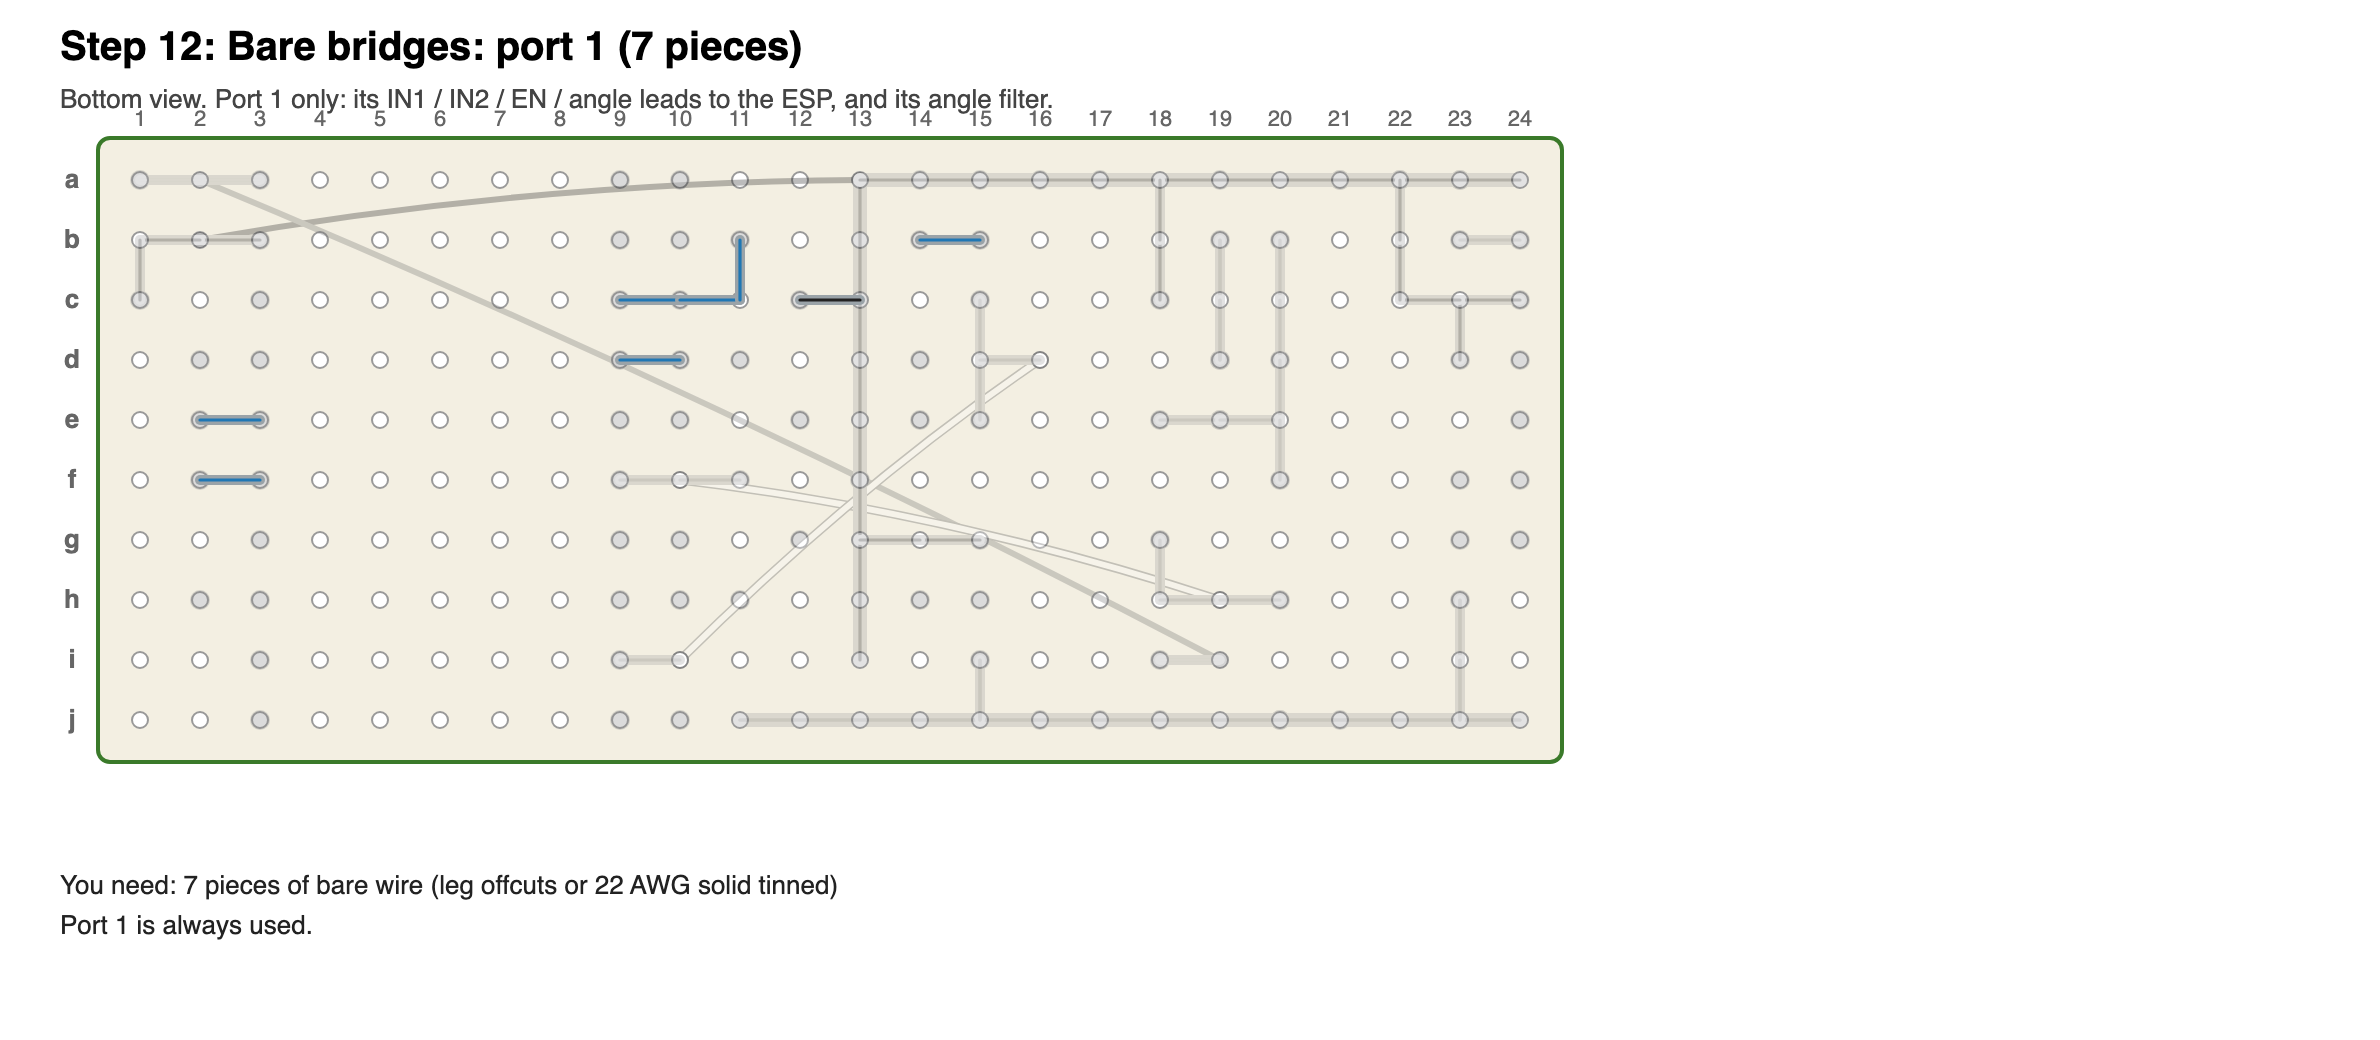 Step 12: Bare bridges: port 1 (7 pieces)
Bottom view. Port 1 only: its IN1 / IN2 / EN / angle leads to the ESP, and its angle filter.
1 2 3 4 5 6 7 8 9 10 11 12 13 14 15 16 17 18 19 20 21 22 23 24
a
b
c
d
e
f
g
h
i
j
You need: 7 pieces of bare wire (leg offcuts or 22 AWG solid tinned)
Port 1 is always used.